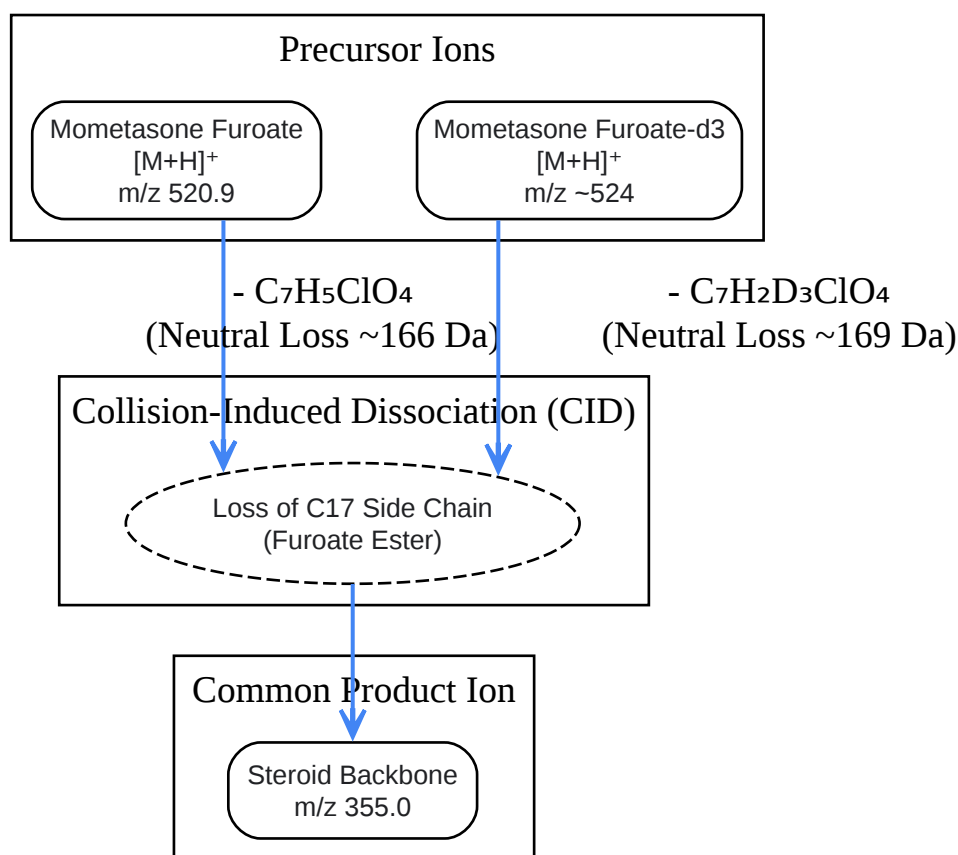 Precursor Ions
Mometasone Furoate
[M+H]⁺
m/z 520.9
Mometasone Furoate-d3
[M+H]⁺
m/z ~524
- C₇H₅ClO₄
(Neutral Loss ~166 Da)
- C₇H₂D₃ClO₄
(Neutral Loss ~169 Da)
Collision-Induced Dissociation (CID)
Loss of C17 Side Chain
(Furoate Ester)
Common Product Ion
Steroid Backbone
m/z 355.0